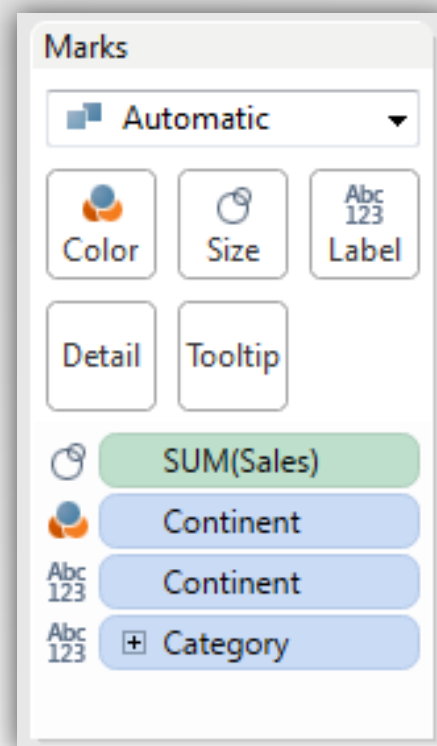 Marks
Automatic
Color Size Abc 123 Label
Detail Tooltip
SUM(Sales)
Continent
Abc 123 Continent
Abc 123 + Category